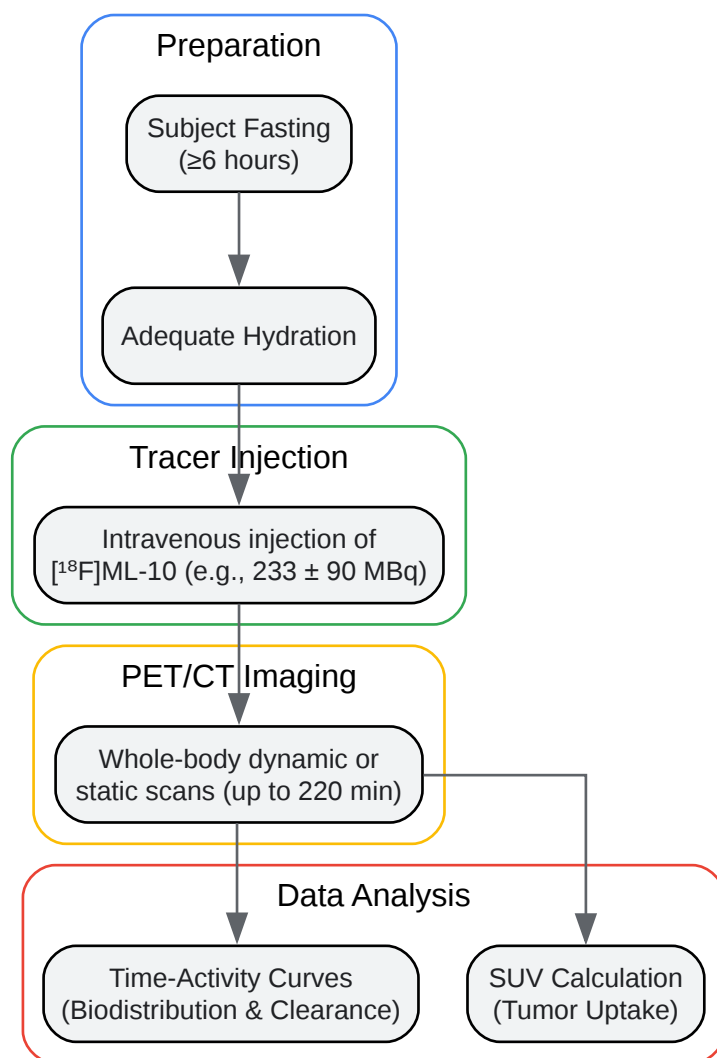 Preparation
Subject Fasting
(≥6 hours)
Adequate Hydration
Tracer Injection
Intravenous injection of
[¹⁸F]ML-10 (e.g., 233 ± 90 MBq)
PET/CT Imaging
Whole-body dynamic or
static scans (up to 220 min)
Data Analysis
Time-Activity Curves
(Biodistribution & Clearance)
SUV Calculation
(Tumor Uptake)